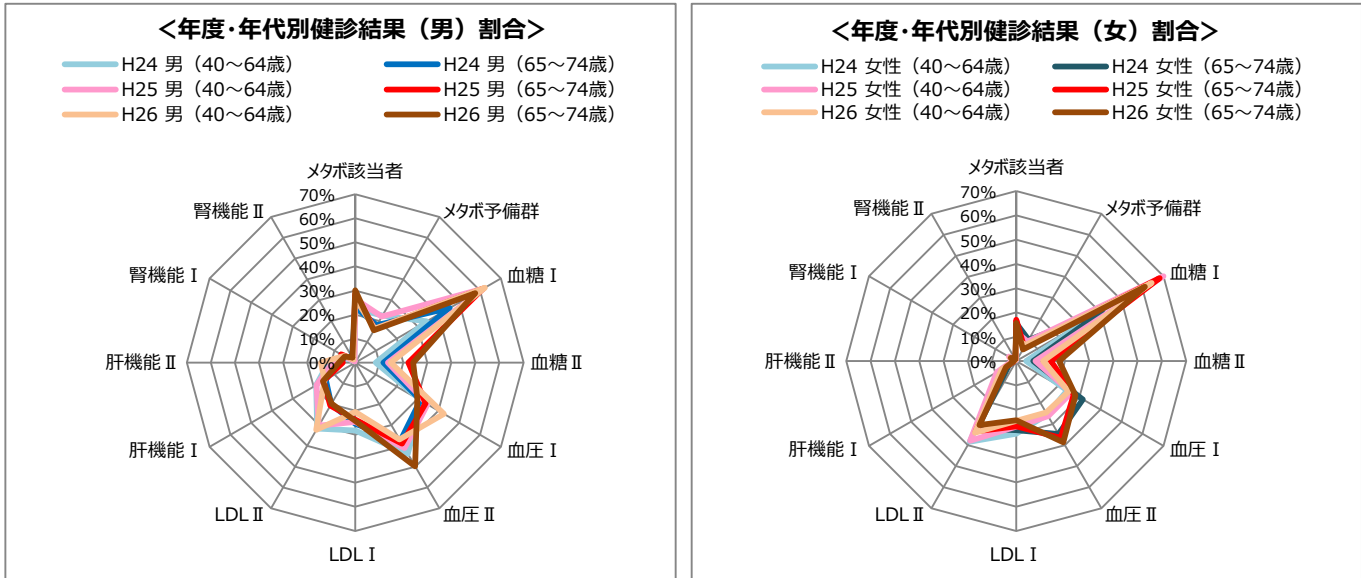 <年度・年代別健診結果（男）割合>
H24 男（40～64歳） H24 男（65～74歳）
H25 男（40～64歳） H25 男（65～74歳）
H26 男（40～64歳） H26 男（65～74歳）
メタボ該当者
メタボ予備群
血糖Ⅰ
血糖Ⅱ
血圧Ⅰ
血圧Ⅱ
LDLⅠ
LDLⅡ
肝機能Ⅰ
肝機能Ⅱ
腎機能Ⅰ
腎機能Ⅱ
70%
60%
50%
40%
30%
20%
10%
0%
<年度・年代別健診結果（女）割合>
H24 女性（40～64歳） H24 女性（65～74歳）
H25 女性（40～64歳） H25 女性（65～74歳）
H26 女性（40～64歳） H26 女性（65～74歳）
メタボ該当者
メタボ予備群
血糖Ⅰ
血糖Ⅱ
血圧Ⅰ
血圧Ⅱ
LDLⅠ
LDLⅡ
肝機能Ⅰ
肝機能Ⅱ
腎機能Ⅰ
腎機能Ⅱ
70%
60%
50%
40%
30%
20%
10%
0%